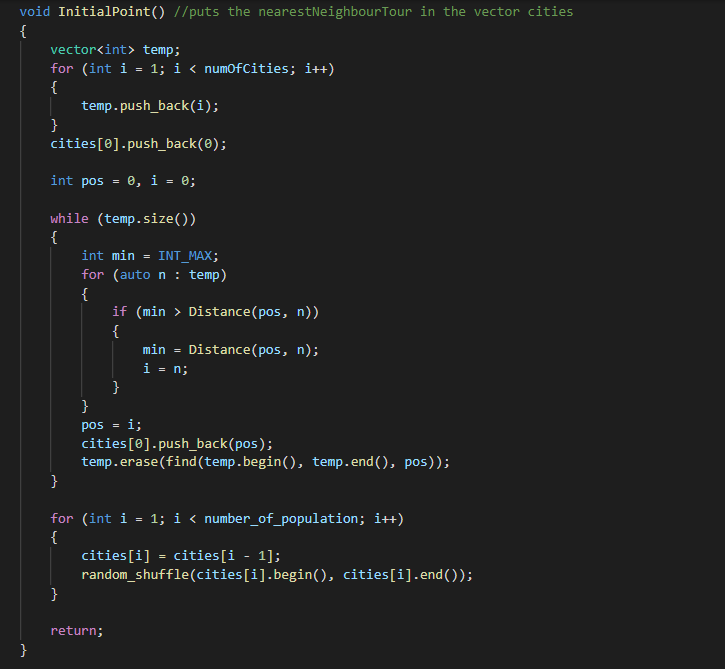 void InitialPoint() //puts the nearestNeighbourTour in the vector cities
{
    vector<int> temp;
    for (int i = 1; i < numOfCities; i++)
    {
        temp.push_back(i);
    }
    cities[0].push_back(0);

    int pos = 0, i = 0;

    while (temp.size())
    {
        int min = INT_MAX;
        for (auto n : temp)
        {
            if (min > Distance(pos, n))
            {
                min = Distance(pos, n);
                i = n;
            }
        }
        pos = i;
        cities[0].push_back(pos);
        temp.erase(find(temp.begin(), temp.end(), pos));
    }

    for (int i = 1; i < number_of_population; i++)
    {
        cities[i] = cities[i - 1];
        random_shuffle(cities[i].begin(), cities[i].end());
    }

    return;
}